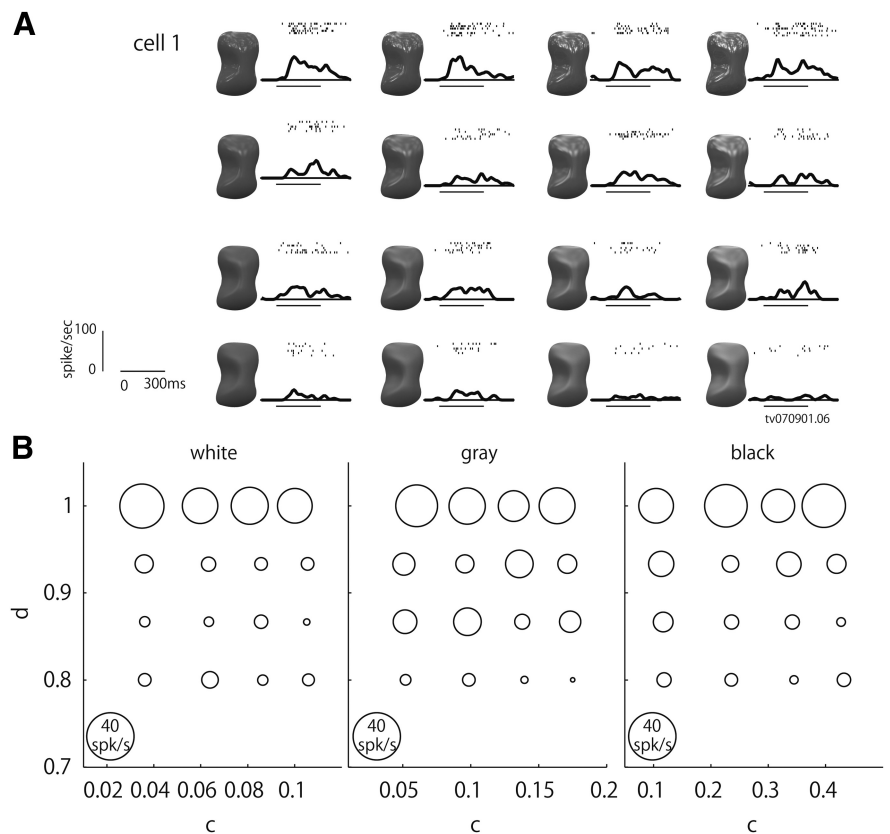 A
cell 1
spike/sec
100
0
0 300ms
tv070901.06
B
white gray black
d
1
0.9
0.8
0.7
40
spk/s
40
spk/s
40
spk/s
0.02 0.04 0.06 0.08 0.1 0.05 0.1 0.15 0.2 0.1 0.2 0.3 0.4
c c c